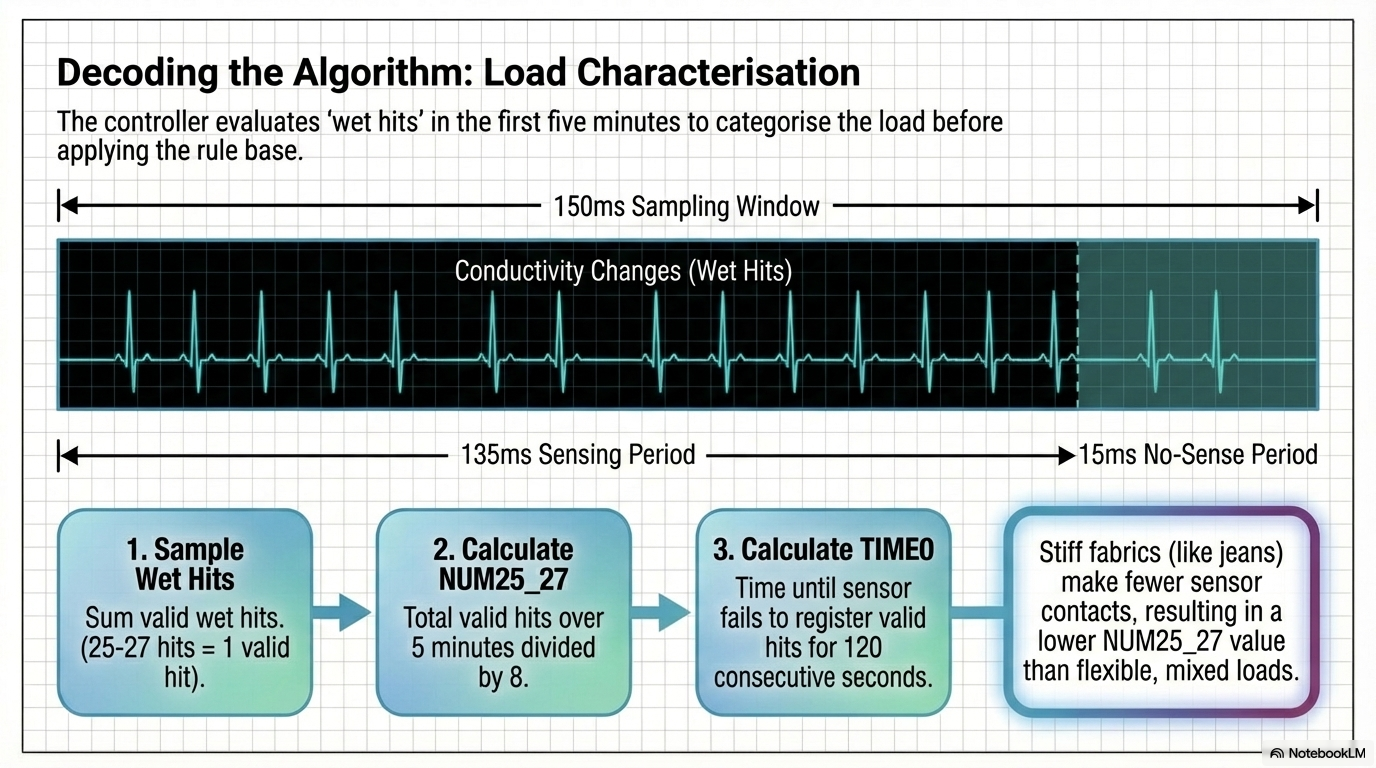 Decoding the Algorithm: Load Characterisation
The controller evaluates ‘wet hits’ in the first five minutes to categorise the load before
applying the rule base.
150ms Sampling Window
Conductivity Changes (Wet Hits)
135ms Sensing Period
15ms No-Sense Period
1. Sample
Wet Hits
Sum valid wet hits.
(25-27 hits = 1 valid
hit).
2. Calculate
NUM25_27
Total valid hits over
5 minutes divided
by 8.
3. Calculate TIME0
Time until sensor
fails to register valid
hits for 120
consecutive seconds.
Stiff fabrics (like jeans)
make fewer sensor
contacts, resulting in a
lower NUM25_27 value
than flexible, mixed loads.
NotebookLM